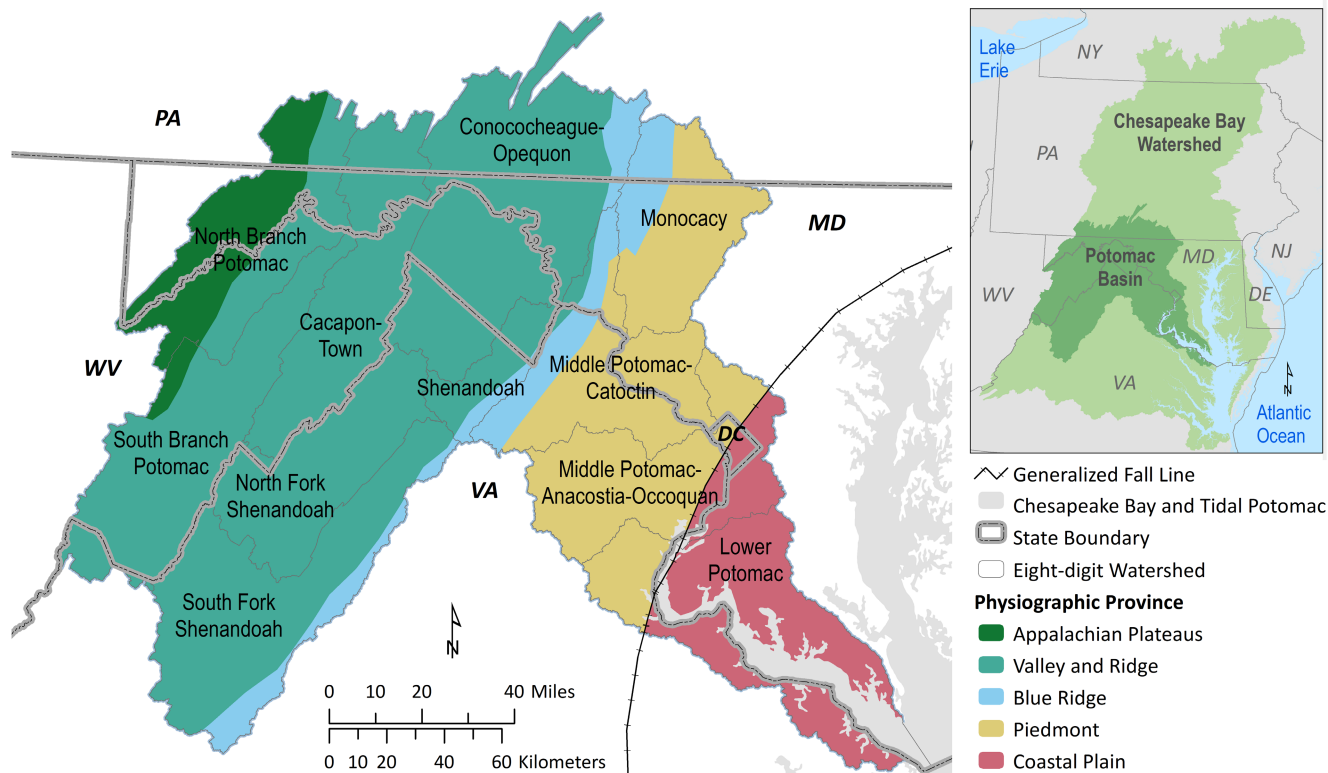 PA
Conococheague-
Opequon
Monocacy
MD
North Branch
Potomac
Cacapon-
Town
WV
Middle Potomac-
Catoctin
Shenandoah
DC
South Branch
Potomac
North Fork
Shenandoah
VA
Middle Potomac-
Anacostia-Occoquan
Lower
Potomac
South Fork
Shenandoah
N
0 10 20 40 Miles
0 10 20 40 60 Kilometers
Lake
Erie
NY
Chesapeake Bay
Watershed
PA
Potomac
Basin
MD
NJ
WV
DE
VA
N
Atlantic
Ocean
Generalized Fall Line
Chesapeake Bay and Tidal Potomac
State Boundary
Eight-digit Watershed
Physiographic Province
Appalachian Plateaus
Valley and Ridge
Blue Ridge
Piedmont
Coastal Plain